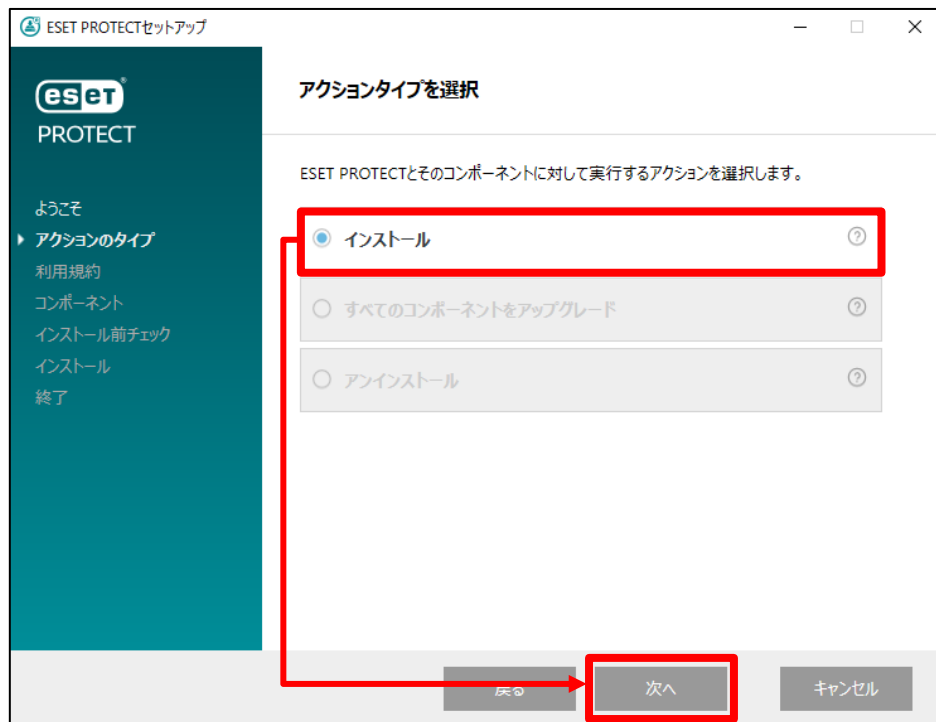 ESET PROTECTセットアップ
eseT
PROTECT
ようこそ
アクションのタイプ
利用規約
コンポーネント
インストール前チェック
インストール
終了
アクションタイプを選択
ESET PROTECTとそのコンポーネントに対して実行するアクションを選択します。
インストール
すべてのコンポーネントをアップグレード
アンインストール
戻る
次へ
キャンセル